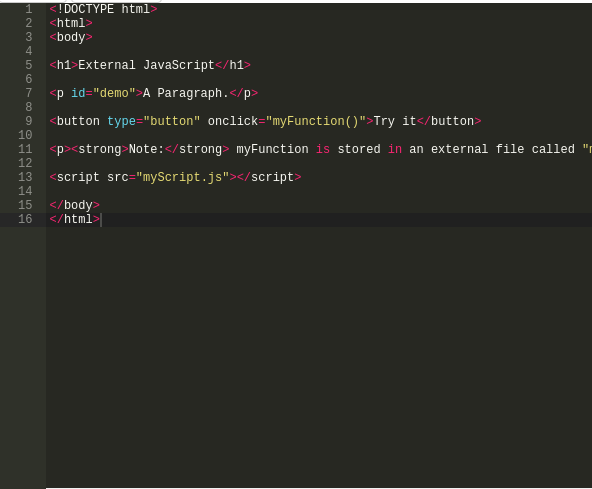 1 <!DOCTYPE html>
2 <html>
3 <body>
4
5 <h1>External JavaScript</h1>
6
7 <p id="demo">A Paragraph.</p>
8
9 <button type="button" onclick="myFunction()">Try it</button>
10
11 <p><strong>Note:</strong> myFunction is stored in an external file called "
12
13 <script src="myScript.js"></script>
14
15 </body>
16 </html>